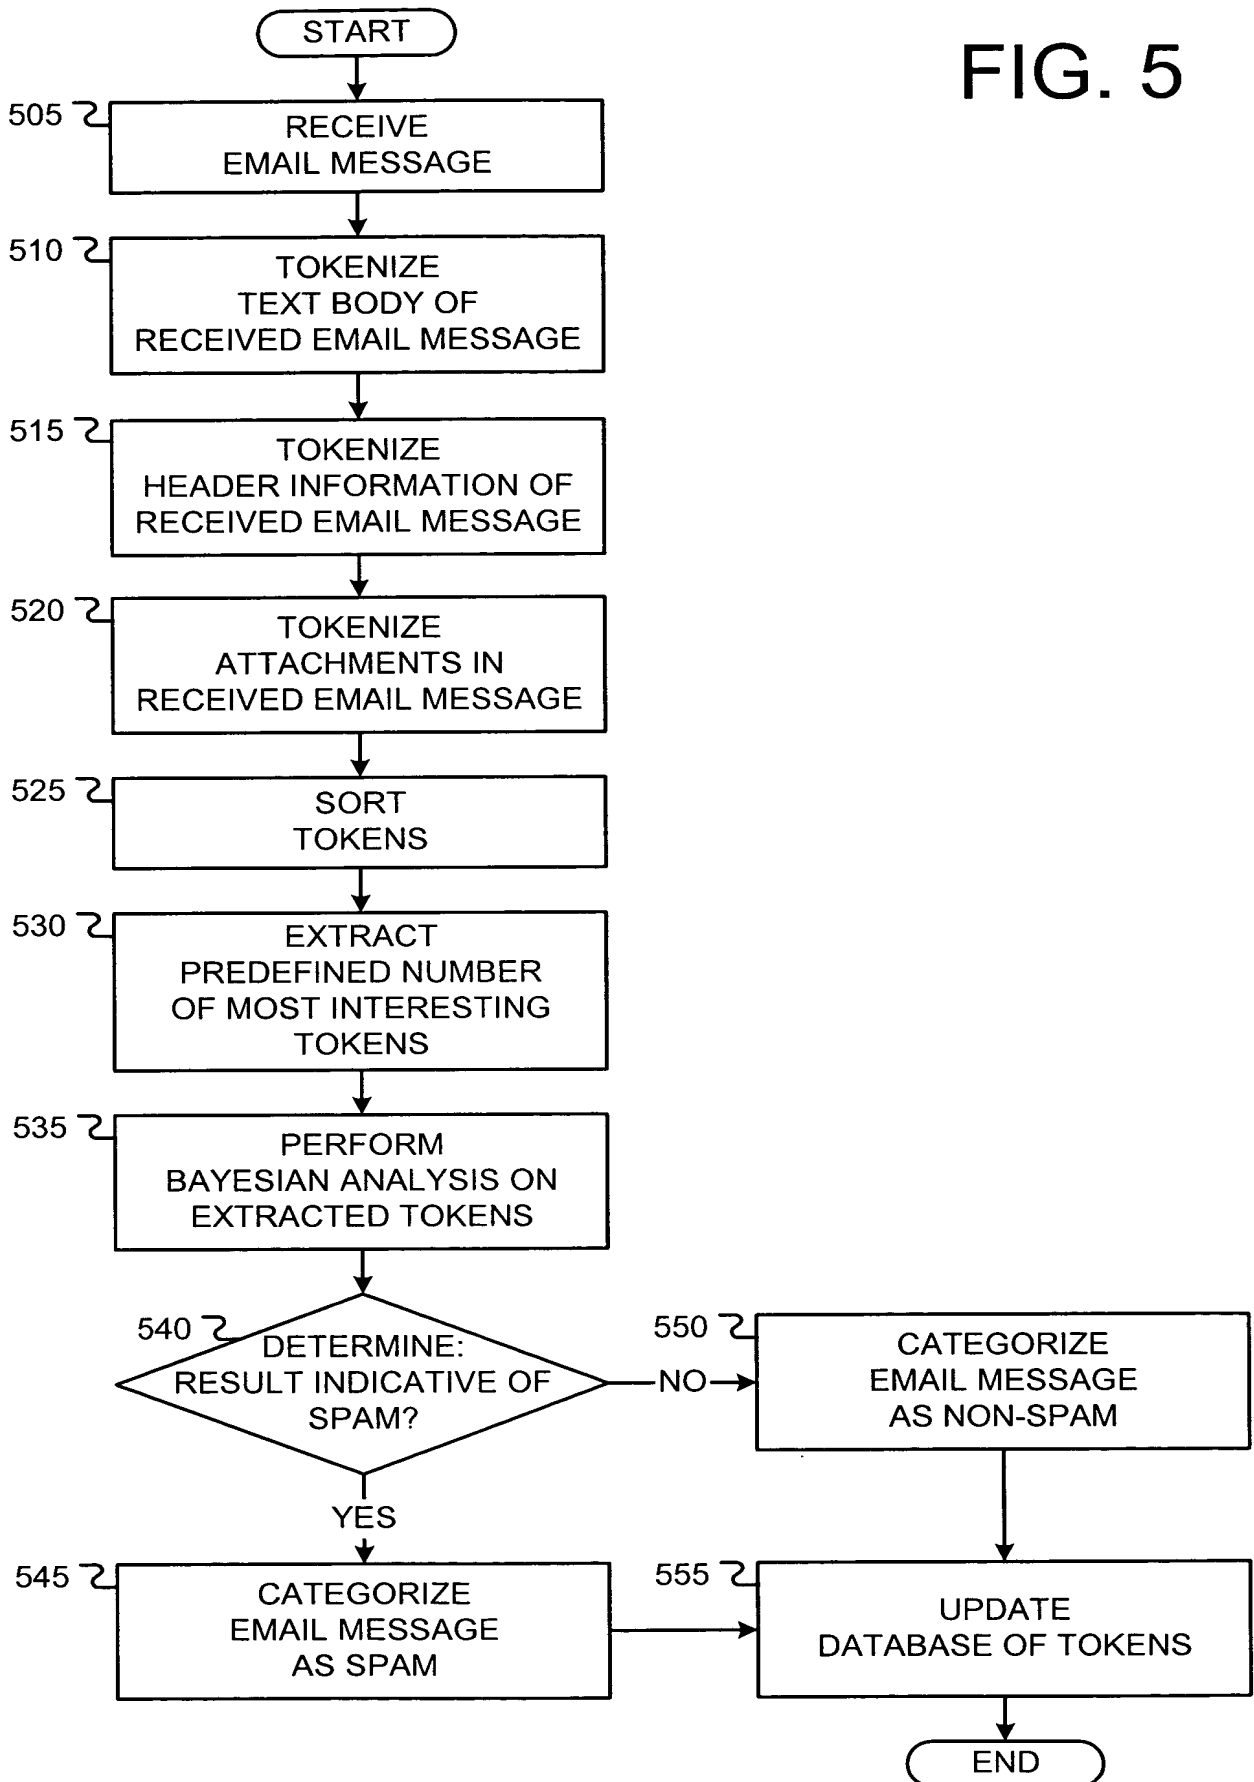 START
FIG. 5
505
RECEIVE
EMAIL MESSAGE
510
TOKENIZE
TEXT BODY OF
RECEIVED EMAIL MESSAGE
515
TOKENIZE
HEADER INFORMATION OF
RECEIVED EMAIL MESSAGE
520
TOKENIZE
ATTACHMENTS IN
RECEIVED EMAIL MESSAGE
525
SORT
TOKENS
530
EXTRACT
PREDEFINED NUMBER
OF MOST INTERESTING
TOKENS
535
PERFORM
BAYESIAN ANALYSIS ON
EXTRACTED TOKENS
540
DETERMINE:
RESULT INDICATIVE OF
SPAM?
NO
550
CATEGORIZE
EMAIL MESSAGE
AS NON-SPAM
YES
545
CATEGORIZE
EMAIL MESSAGE
AS SPAM
555
UPDATE
DATABASE OF TOKENS
END